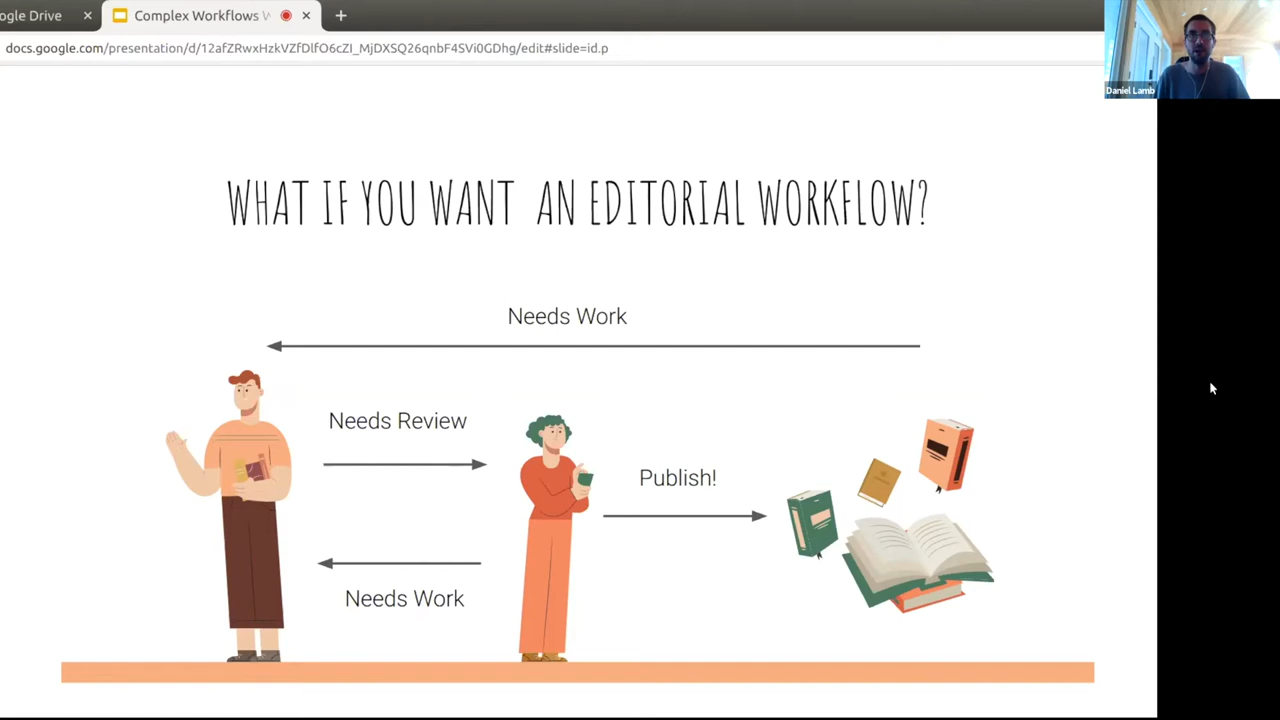 ogle Drive
Complex Workflows W
docs.google.com/presentation/d/12afZRwxHzkVZfDlfO6cZI_MjDXSQ26qnbF4SVi0GDhg/edit#slide=id.p
Daniel Lamb
WHAT IF YOU WANT AN EDITORIAL WORKFLOW?
Needs Work
Needs Review
Publish!
Needs Work